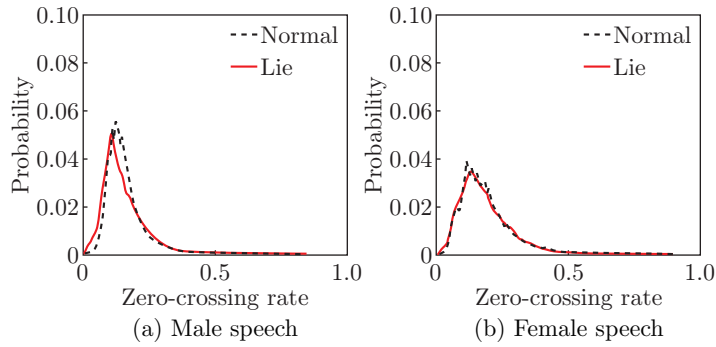 0.10
0.08
0.06
0.04
0.02
0
Probability
Normal
Lie
0 0.5 1.0
Zero-crossing rate
(a) Male speech
0.10
0.08
0.06
0.04
0.02
0
Probability
Normal
Lie
0 0.5 1.0
Zero-crossing rate
(b) Female speech